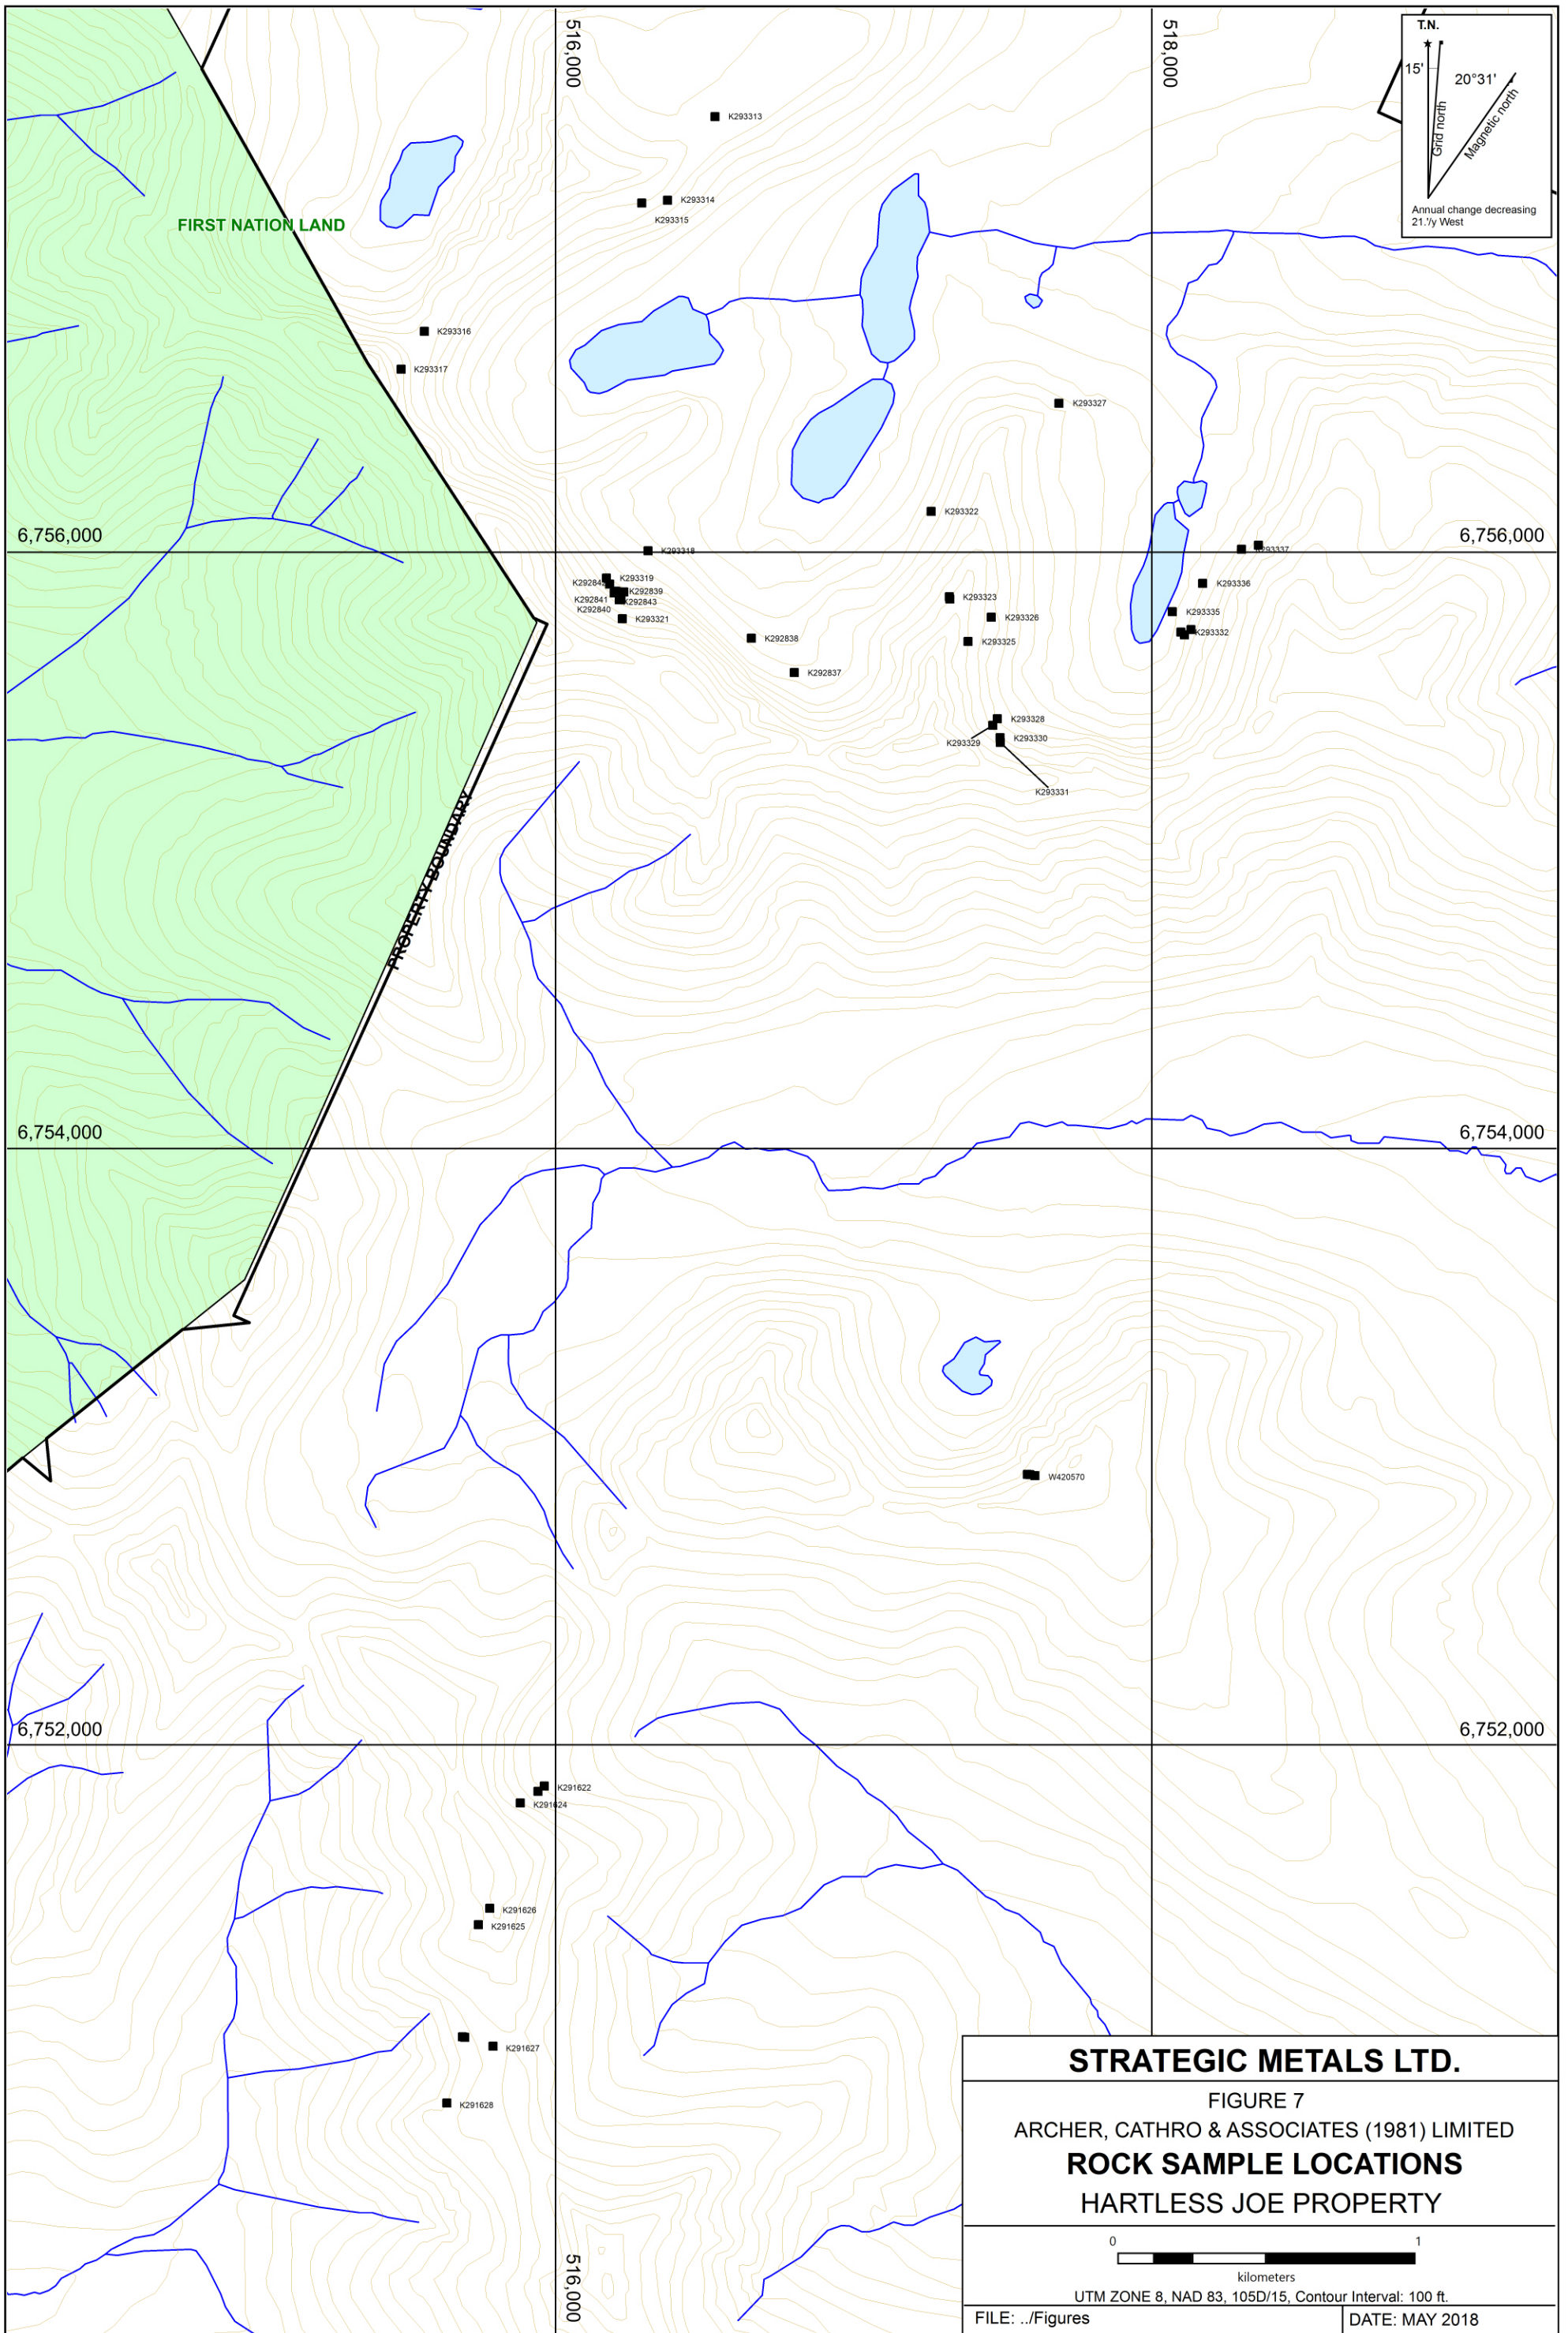 516,000
518,000
T.N.
15'
20°31'
Grid north
Magnetic north
Annual change decreasing
21.'/y West
K293313
K293314
K293315
FIRST NATION LAND
K293316
K293317
K293327
K293322
6,756,000
6,756,000
K293318
K293337
K293319
K292839
K292841
K292843
K292840
K293321
K293323
K293326
K293336
K293335
K293332
K292838
K293325
K292837
K293328
K293329
K293330
K293331
PROPERTY BOUNDARY
6,754,000
6,754,000
W420570
6,752,000
6,752,000
K291622
K291624
K291626
K291625
K291627
K291628
516,000
STRATEGIC METALS LTD.
FIGURE 7
ARCHER, CATHRO & ASSOCIATES (1981) LIMITED
ROCK SAMPLE LOCATIONS
HARTLESS JOE PROPERTY
0 1
kilometers
UTM ZONE 8, NAD 83, 105D/15, Contour Interval: 100 ft.
FILE: ../Figures
DATE: MAY 2018